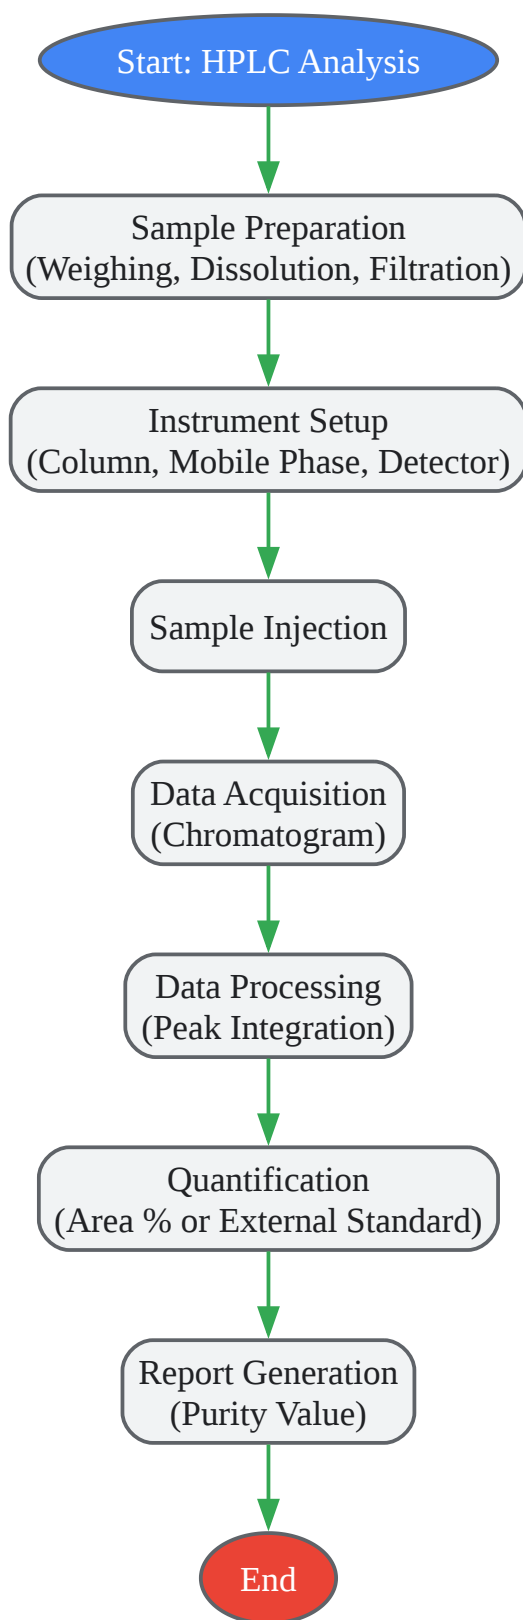 Start: HPLC Analysis
Sample Preparation
(Weighing, Dissolution, Filtration)
Instrument Setup
(Column, Mobile Phase, Detector)
Sample Injection
Data Acquisition
(Chromatogram)
Data Processing
(Peak Integration)
Quantification
(Area % or External Standard)
Report Generation
(Purity Value)
End